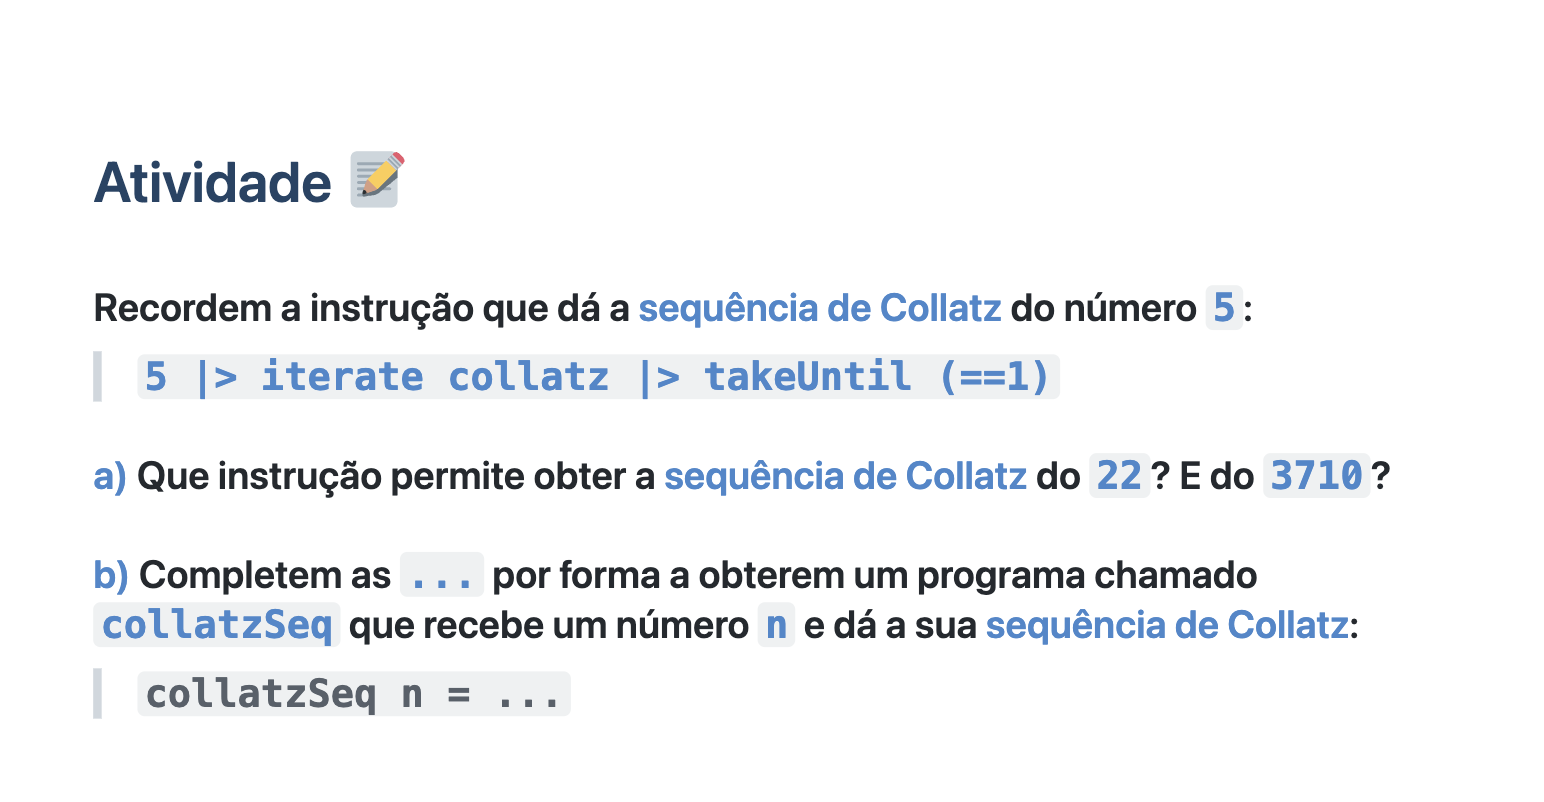 Atividade 📝
Recordem a instrução que dá a sequência de Collatz do número 5:
5 |> iterate collatz |> takeUntil (==1)
a) Que instrução permite obter a sequência de Collatz do 22? E do 3710?
b) Completem as ... por forma a obterem um programa chamado
collatzSeq que recebe um número n e dá a sua sequência de Collatz:
collatzSeq n = ...